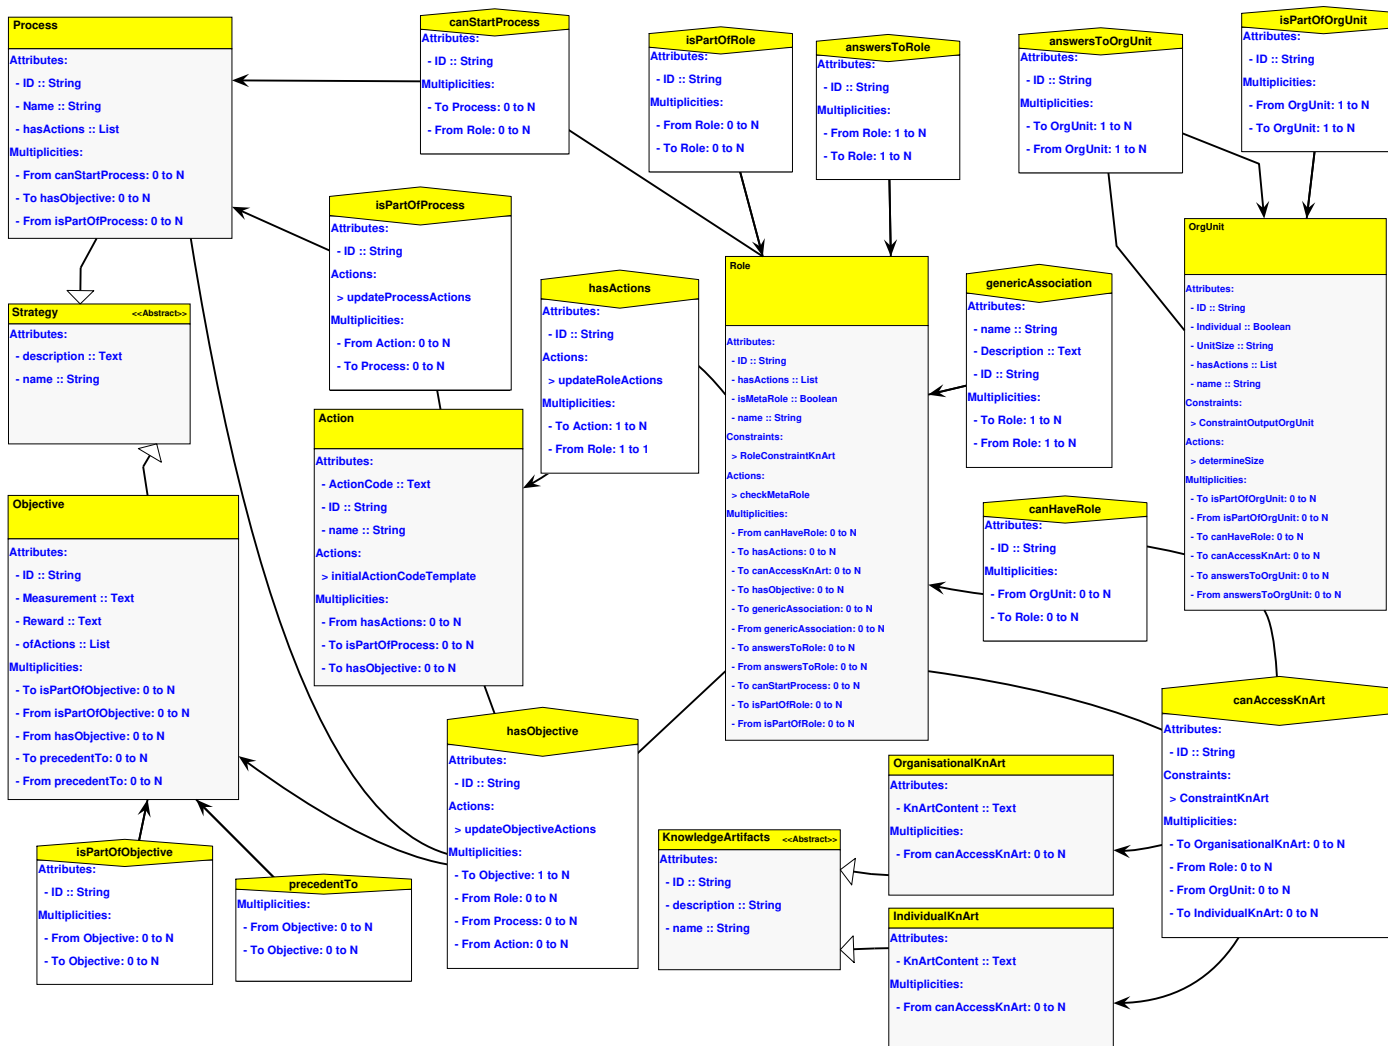 Process
Attributes:
- ID :: String
- Name :: String
- hasActions :: List
Multiplicities:
- From canStartProcess: 0 to N
- To hasObjective: 0 to N
- From isPartOfProcess: 0 to N
canStartProcess
Attributes:
- ID :: String
Multiplicities:
- To Process: 0 to N
- From Role: 0 to N
isPartOfRole
Attributes:
- ID :: String
Multiplicities:
- From Role: 0 to N
- To Role: 0 to N
answersToRole
Attributes:
- ID :: String
Multiplicities:
- From Role: 1 to N
- To Role: 1 to N
answersToOrgUnit
Attributes:
- ID :: String
Multiplicities:
- To OrgUnit: 1 to N
- From OrgUnit: 1 to N
isPartOfOrgUnit
Attributes:
- ID :: String
Multiplicities:
- From OrgUnit: 1 to N
- To OrgUnit: 1 to N
isPartOfProcess
Attributes:
- ID :: String
Actions:
> updateProcessActions
Multiplicities:
- From Action: 0 to N
- To Process: 0 to N
Strategy <<Abstract>>
Attributes:
- description :: Text
- name :: String
hasActions
Attributes:
- ID :: String
Actions:
> updateRoleActions
Multiplicities:
- To Action: 1 to N
- From Role: 1 to 1
Role
Attributes:
- ID :: String
- hasActions :: List
- isMetaRole :: Boolean
- name :: String
Constraints:
> RoleConstraintKnArt
Actions:
> checkMetaRole
Multiplicities:
- From canHaveRole: 0 to N
- To hasActions: 0 to N
- To canAccessKnArt: 0 to N
- To hasObjective: 0 to N
- To genericAssociation: 0 to N
- From genericAssociation: 0 to N
- To answersToRole: 0 to N
- From answersToRole: 0 to N
- To canStartProcess: 0 to N
- To isPartOfRole: 0 to N
- From isPartOfRole: 0 to N
genericAssociation
Attributes:
- name :: String
- Description :: Text
- ID :: String
Multiplicities:
- To Role: 1 to N
- From Role: 1 to N
OrgUnit
Attributes:
- ID :: String
- Individual :: Boolean
- UnitSize :: String
- hasActions :: List
- name :: String
Constraints:
> ConstraintOutputOrgUnit
Actions:
> determineSize
Multiplicities:
- To isPartOfOrgUnit: 0 to N
- From isPartOfOrgUnit: 0 to N
- To canHaveRole: 0 to N
- To canAccessKnArt: 0 to N
- To answersToOrgUnit: 0 to N
- From answersToOrgUnit: 0 to N
Action
Attributes:
- ActionCode :: Text
- ID :: String
- name :: String
Actions:
> initialActionCodeTemplate
Multiplicities:
- From hasActions: 0 to N
- To isPartOfProcess: 0 to N
- To hasObjective: 0 to N
Objective
Attributes:
- ID :: String
- Measurement :: Text
- Reward :: Text
- ofActions :: List
Multiplicities:
- To isPartOfObjective: 0 to N
- From isPartOfObjective: 0 to N
- From hasObjective: 0 to N
- To precedentTo: 0 to N
- From precedentTo: 0 to N
canHaveRole
Attributes:
- ID :: String
Multiplicities:
- From OrgUnit: 0 to N
- To Role: 0 to N
hasObjective
Attributes:
- ID :: String
Actions:
> updateObjectiveActions
Multiplicities:
- To Objective: 1 to N
- From Role: 0 to N
- From Process: 0 to N
- From Action: 0 to N
canAccessKnArt
Attributes:
- ID :: String
Constraints:
> ConstraintKnArt
Multiplicities:
- To OrganisationalKnArt: 0 to N
- From Role: 0 to N
- From OrgUnit: 0 to N
- To IndividualKnArt: 0 to N
OrganisationalKnArt
Attributes:
- KnArtContent :: Text
Multiplicities:
- From canAccessKnArt: 0 to N
KnowledgeArtifacts <<Abstract>>
Attributes:
- ID :: String
- description :: String
- name :: String
IndividualKnArt
Attributes:
- KnArtContent :: Text
Multiplicities:
- From canAccessKnArt: 0 to N
isPartOfObjective
Attributes:
- ID :: String
Multiplicities:
- From Objective: 0 to N
- To Objective: 0 to N
precedentTo
Multiplicities:
- From Objective: 0 to N
- To Objective: 0 to N